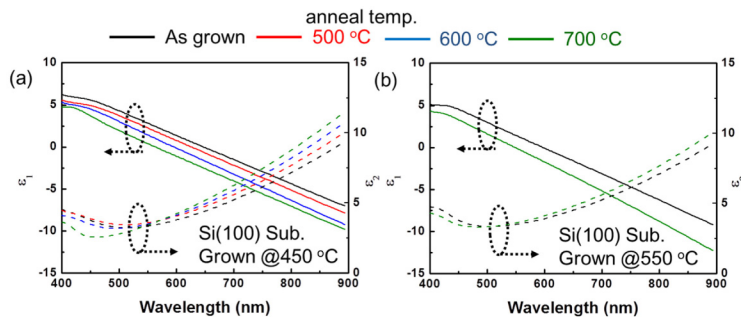 anneal temp.
As grown 500 °C 600 °C 700 °C
(a) (b)
10 15 10 15
5 5
10 10
0 0
-5 -5
5 5
-10 -10
-15 0 -15 0
ε1 ε2 ε1 ε2
Si(100) Sub. Si(100) Sub.
Grown @450 °C Grown @550 °C
400 500 600 700 800 900 400 500 600 700 800 900
Wavelength (nm) Wavelength (nm)